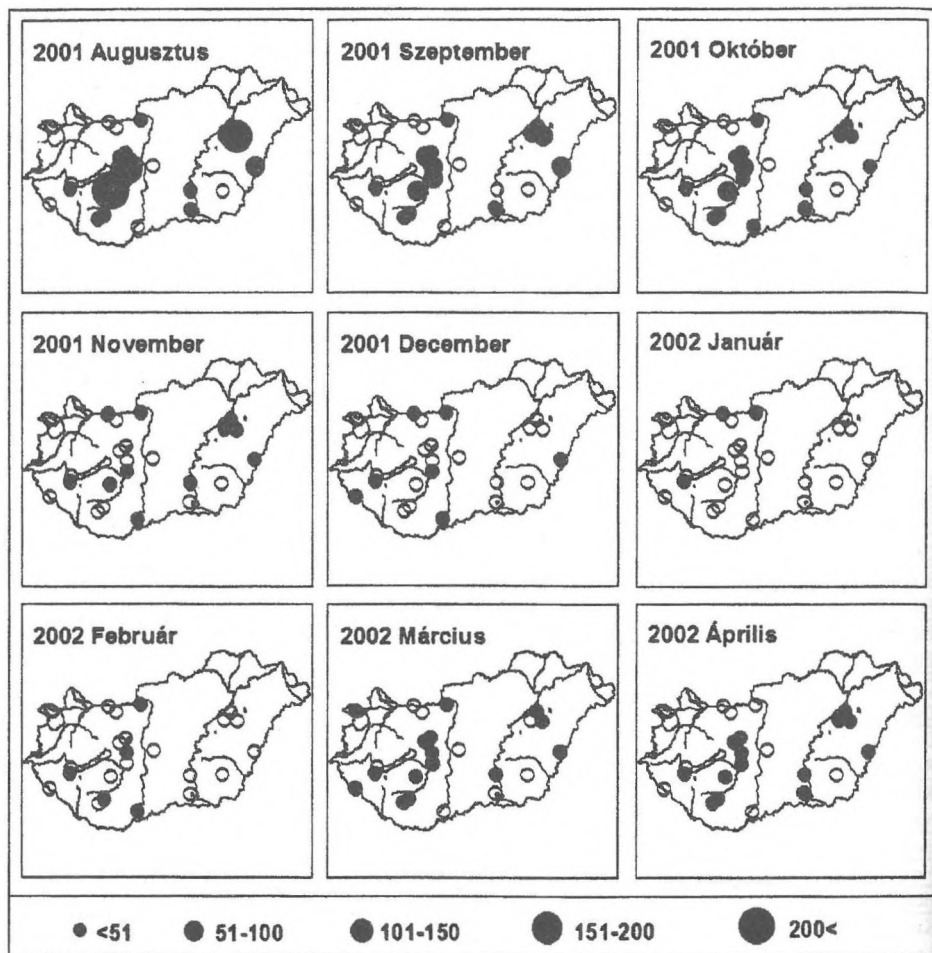 2001 Augusztus
2001 Szeptember
2001 Október
2001 November
2001 December
2002 Január
2002 Február
2002 Március
2002 Április
<51
51-100
101-150
151-200
200<